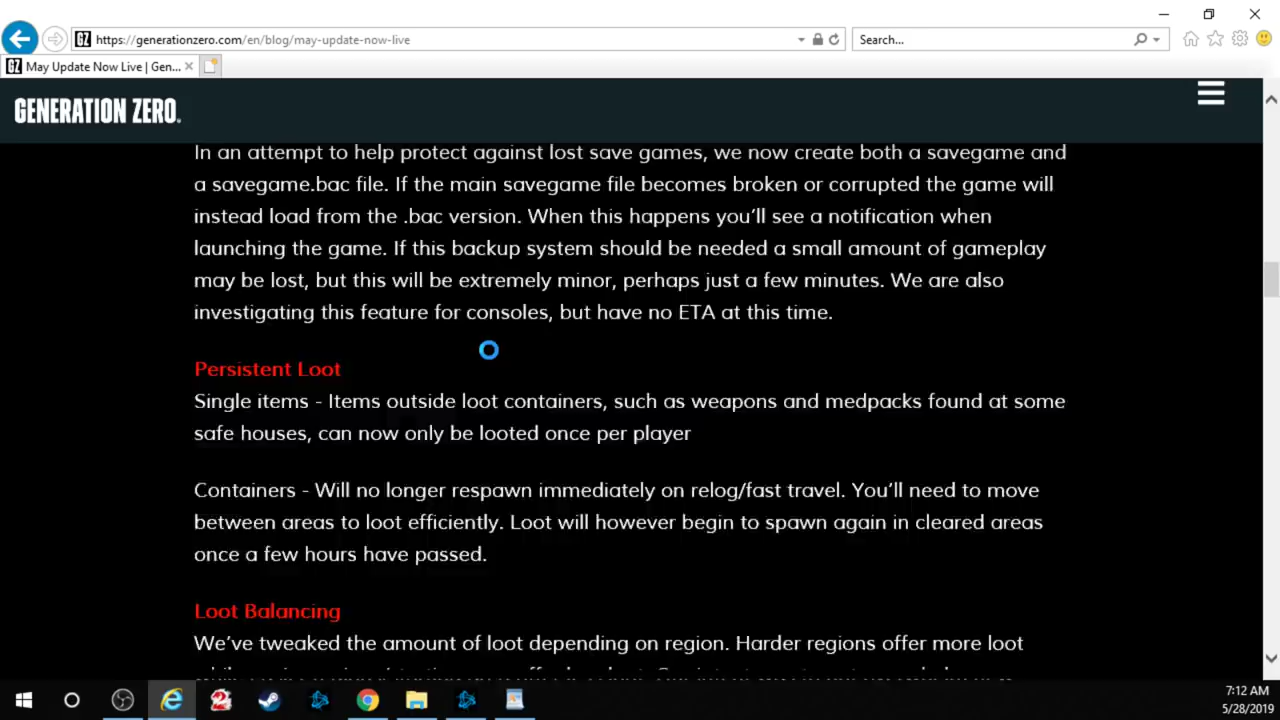 https://generationzero.com/en/blog/may-update-now-live
Search...
May Update Now Live | Gen...
GENERATION ZERO.
In an attempt to help protect against lost save games, we now create both a savegame and
a savegame.bac file. If the main savegame file becomes broken or corrupted the game will
instead load from the .bac version. When this happens you’ll see a notification when
launching the game. If this backup system should be needed a small amount of gameplay
may be lost, but this will be extremely minor, perhaps just a few minutes. We are also
investigating this feature for consoles, but have no ETA at this time.
Persistent Loot
Single items - Items outside loot containers, such as weapons and medpacks found at some
safe houses, can now only be looted once per player
Containers - Will no longer respawn immediately on relog/fast travel. You’ll need to move
between areas to loot efficiently. Loot will however begin to spawn again in cleared areas
once a few hours have passed.
Loot Balancing
We’ve tweaked the amount of loot depending on region. Harder regions offer more loot
7:12 AM
5/28/2019